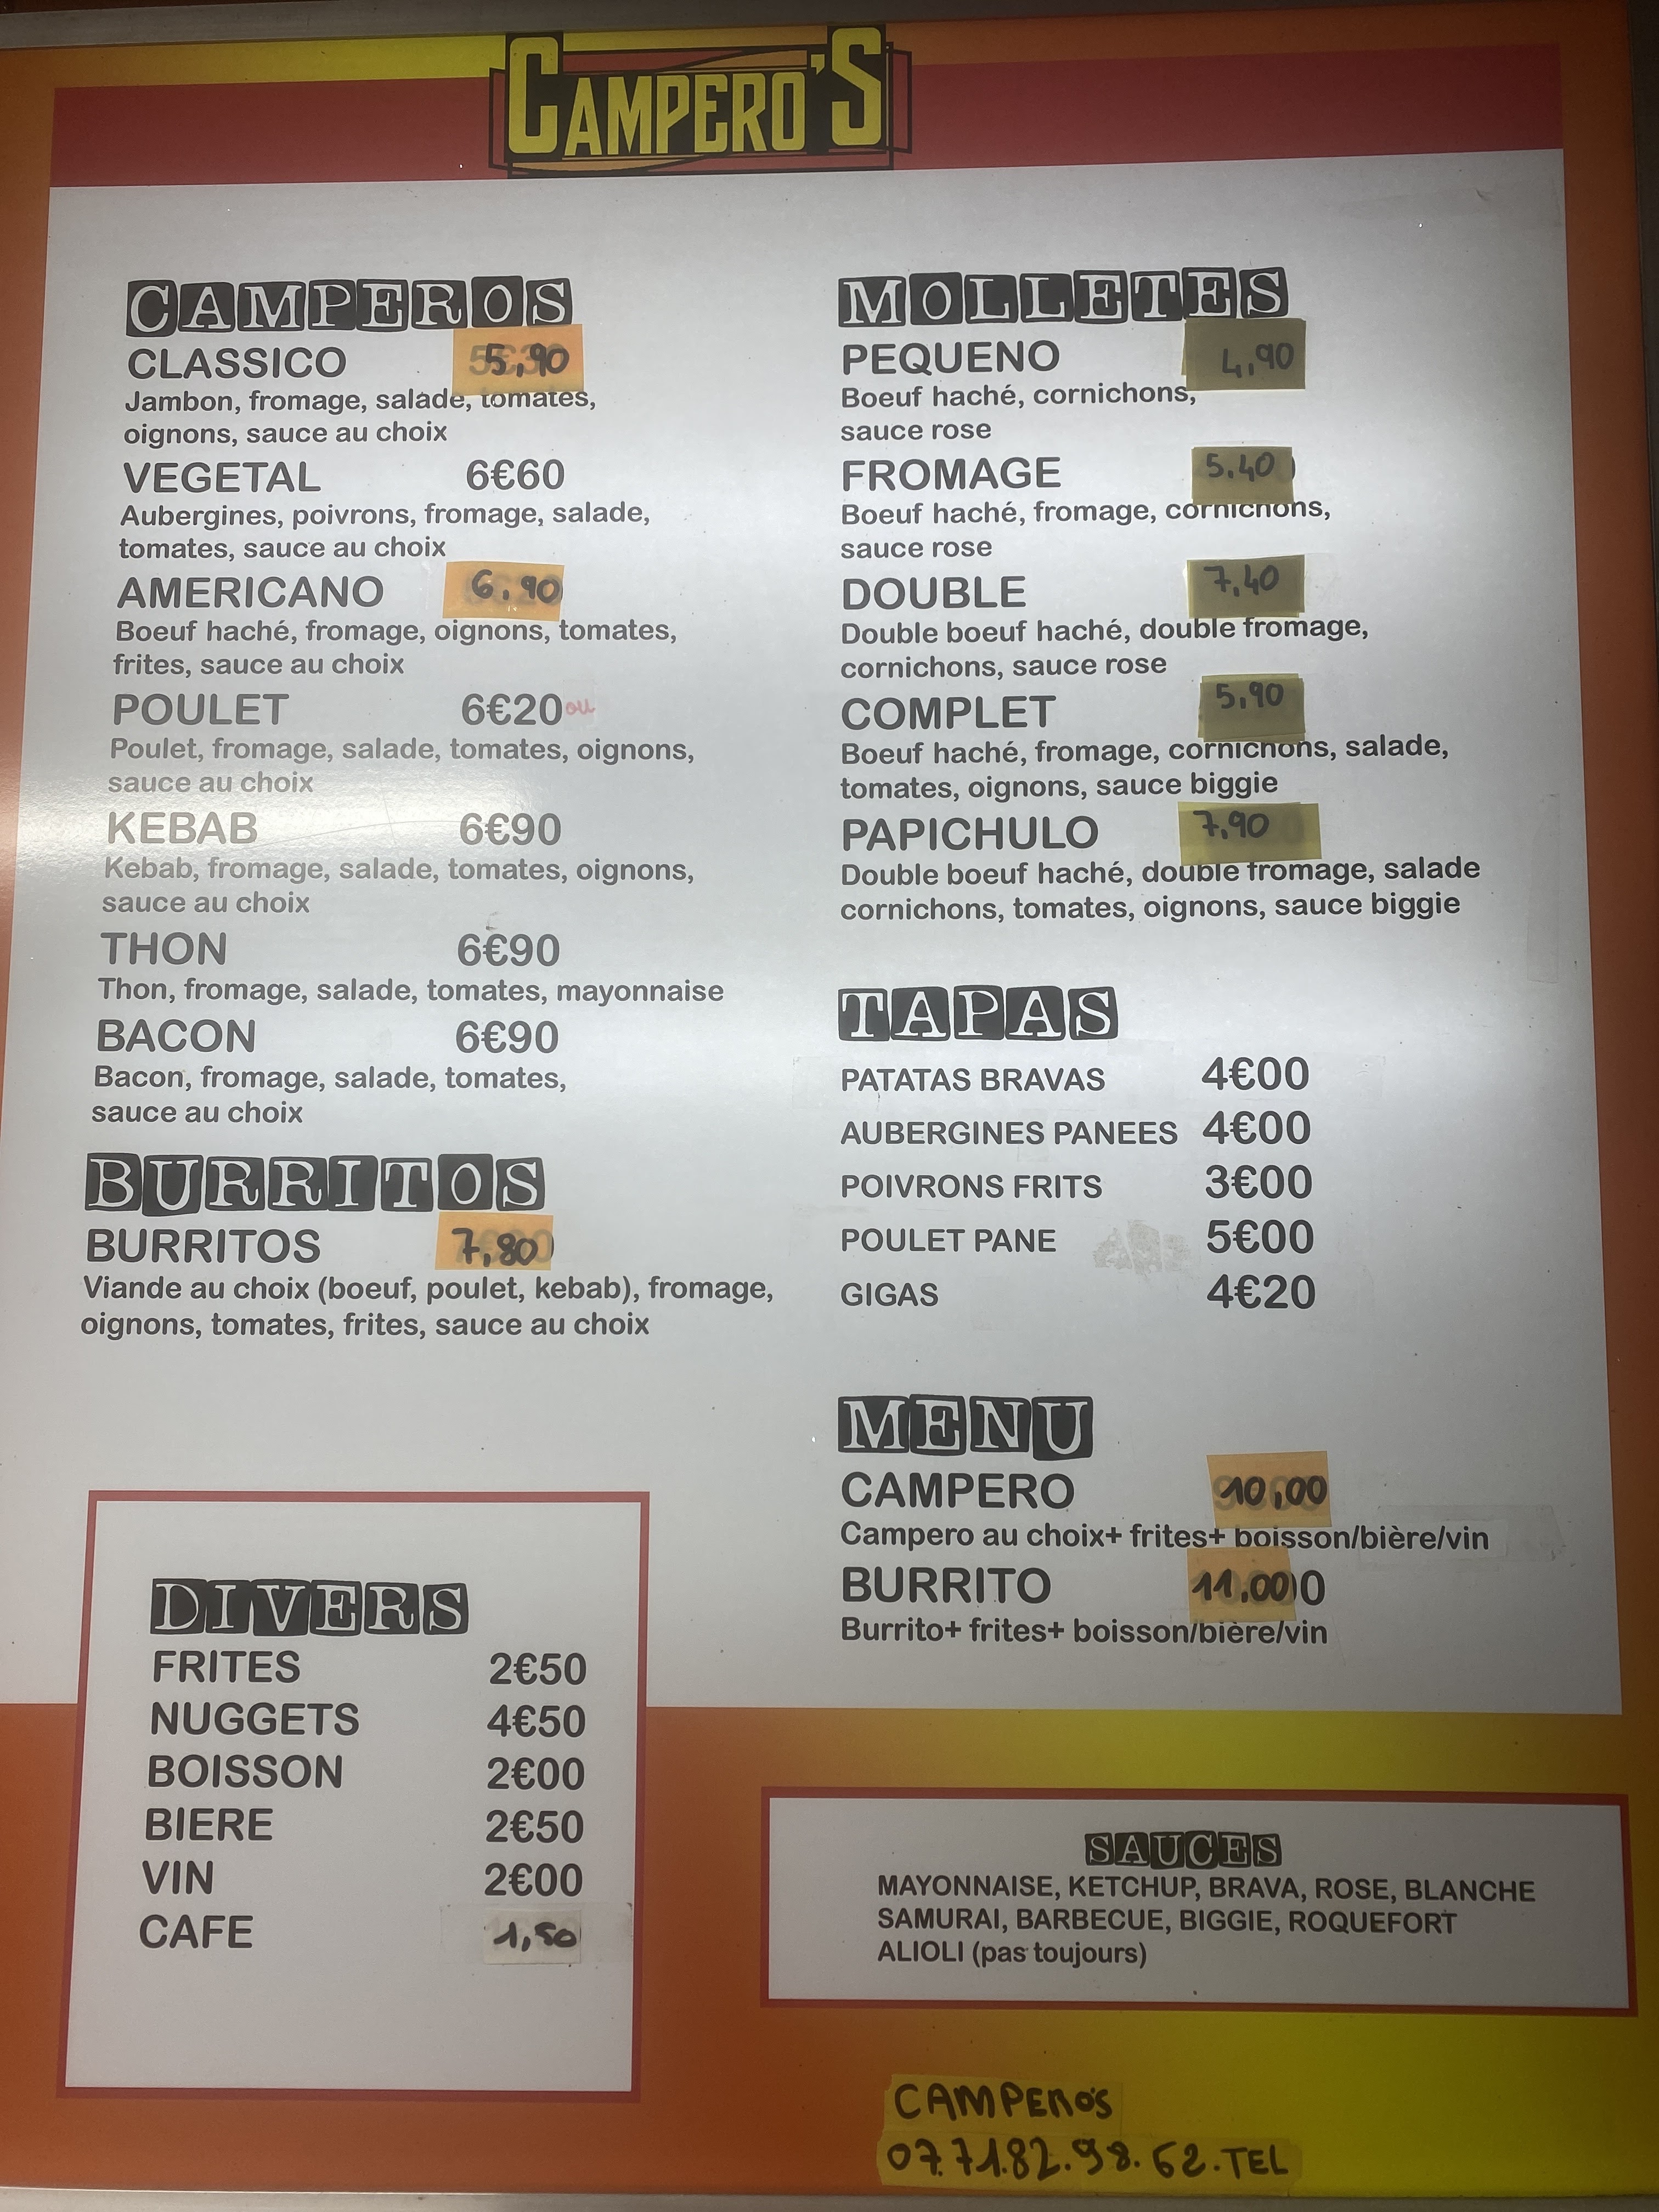 CAMPERO'S
CAMPEROS
CLASSICO 5,90
Jambon, fromage, salade, tomates,
oignons, sauce au choix
VEGETAL 6€60
Aubergines, poivrons, fromage, salade,
tomates, sauce au choix
AMERICANO 6,90
Boeuf haché, fromage, oignons, tomates,
frites, sauce au choix
POULET 6€20 ou
Poulet, fromage, salade, tomates, oignons,
sauce au choix
KEBAB 6€90
Kebab, fromage, salade, tomates, oignons,
sauce au choix
THON 6€90
Thon, fromage, salade, tomates, mayonnaise
BACON 6€90
Bacon, fromage, salade, tomates,
sauce au choix
BURRITOS
BURRITOS 7,80
Viande au choix (boeuf, poulet, kebab), fromage,
oignons, tomates, frites, sauce au choix
DIVERS
FRITES 2€50
NUGGETS 4€50
BOISSON 2€00
BIERE 2€50
VIN 2€00
CAFE 1,50
MOLLETES
PEQUENO 4,90
Boeuf haché, cornichons,
sauce rose
FROMAGE 5.40
Boeuf haché, fromage, cornichons,
sauce rose
DOUBLE 7,40
Double boeuf haché, double fromage,
cornichons, sauce rose
COMPLET 5,90
Boeuf haché, fromage, cornichons, salade,
tomates, oignons, sauce biggie
PAPICHULO 7,90
Double boeuf haché, double fromage, salade
cornichons, tomates, oignons, sauce biggie
TAPAS
PATATAS BRAVAS 4€00
AUBERGINES PANEES 4€00
POIVRONS FRITS 3€00
POULET PANE 5€00
GIGAS 4€20
MENU
CAMPERO 10,00
Campero au choix+ frites+ boisson/bière/vin
BURRITO 11.00
Burrito+ frites+ boisson/bière/vin
SAUCES
MAYONNAISE, KETCHUP, BRAVA, ROSE, BLANCHE
SAMURAI, BARBECUE, BIGGIE, ROQUEFORT
ALIOLI (pas toujours)
CAMPERO'S
07.71.82.98.62.TEL